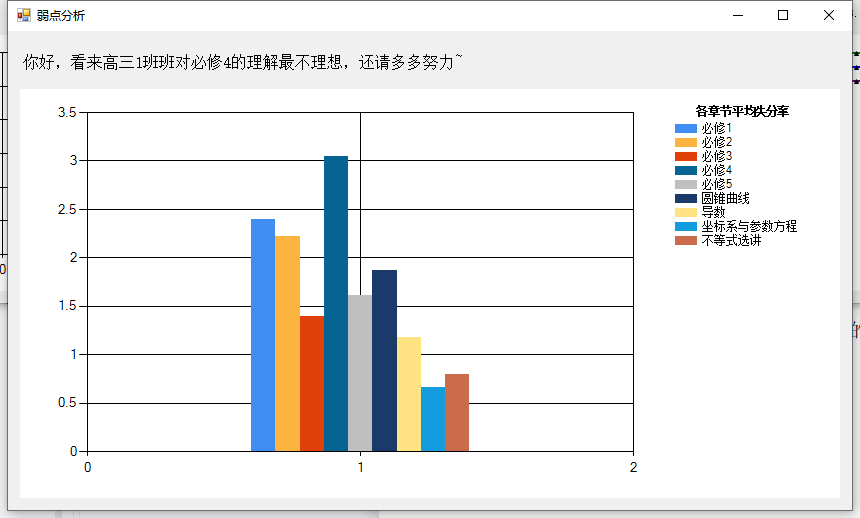 弱点分析
你好，看来高三1班班对必修4的理解最不理想，还请多多努力~
各章节平均失分率
必修1
必修2
必修3
必修4
必修5
圆锥曲线
导数
坐标系与参数方程
不等式选讲
3.5
3
2.5
2
1.5
1
0.5
0
0
1
2